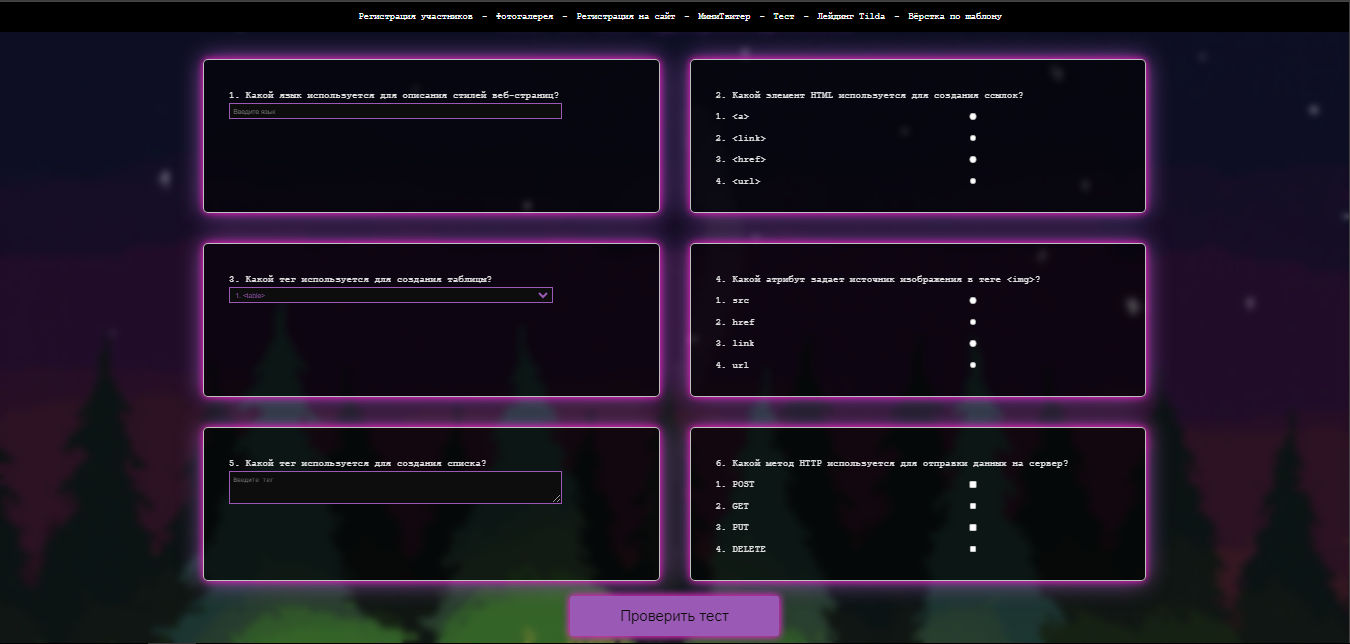 Регистрация участников - Фотогалерея - Регистрация на сайт - МиниТвитер - Тест - Лейдинг Tilda - Вёрстка по шаблону
1. Какой язык используется для описания стилей веб-страниц?
Введите язык
2. Какой элемент HTML используется для создания ссылок?
1. <a>
2. <link>
3. <href>
4. <url>
3. Какой тег используется для создания таблицы?
1. <table>
4. Какой атрибут задает источник изображения в теге <img>?
1. src
2. href
3. link
4. url
5. Какой тег используется для создания списка?
Введите тег
6. Какой метод HTTP используется для отправки данных на сервер?
1. POST
2. GET
3. PUT
4. DELETE
Проверить тест